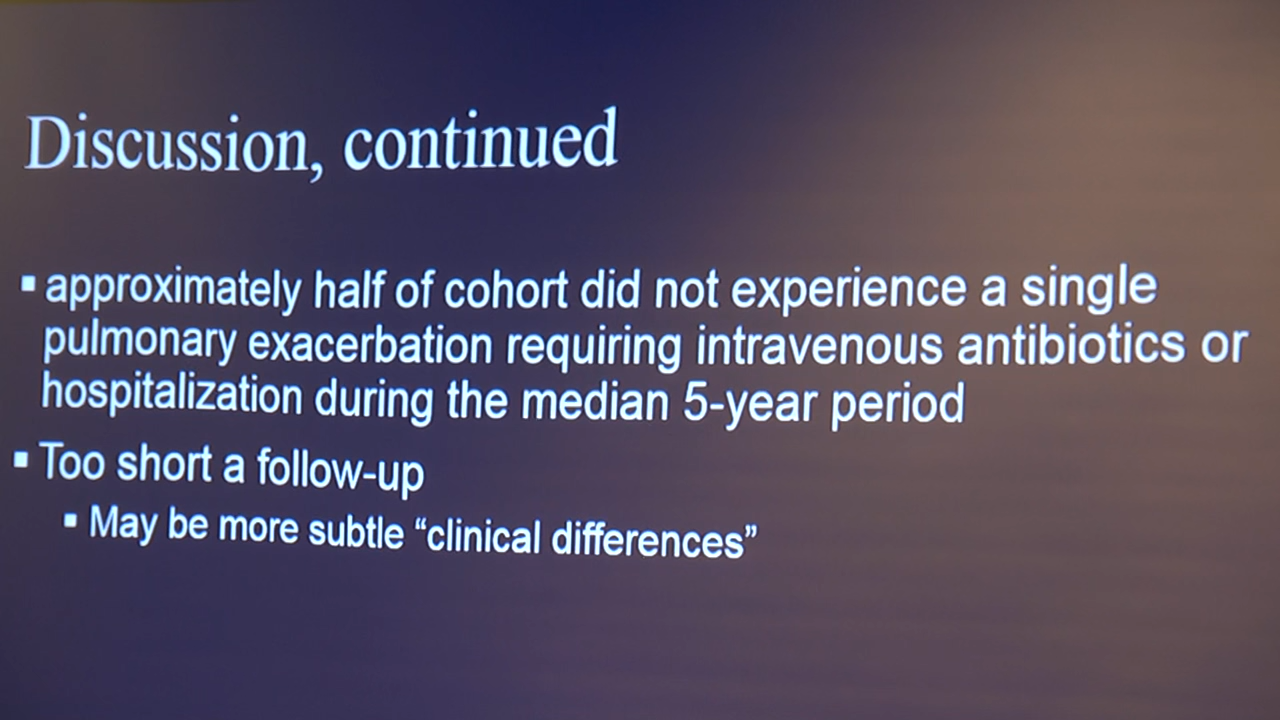 Discussion, continued
▪ approximately half of cohort did not experience a single
pulmonary exacerbation requiring intravenous antibiotics or
hospitalization during the median 5-year period
▪ Too short a follow-up
▪ May be more subtle “clinical differences”